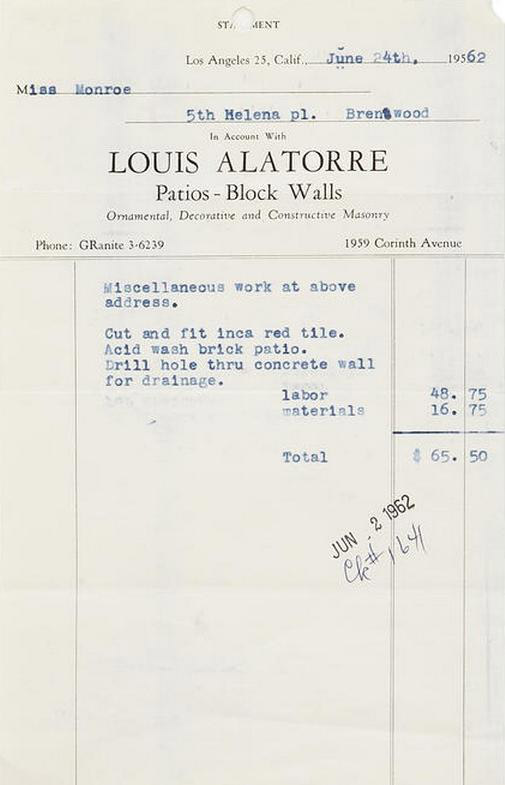 STATEMENT
Los Angeles 25, Calif., June 24th, 19562
Miss Monroe
5th Helena pl. Brentwood
In Account With
LOUIS ALATORRE
Patios - Block Walls
Ornamental, Decorative and Constructive Masonry
Phone: GRanite 3-6239 1959 Corinth Avenue
Miscellaneous work at above
address.
Cut and fit inca red tile.
Acid wash brick patio.
Drill hole thru concrete wall
for drainage.
labor 48. 75
materials 16. 75
Total $ 65. 50
JUN 2 1962
Ck# 1641